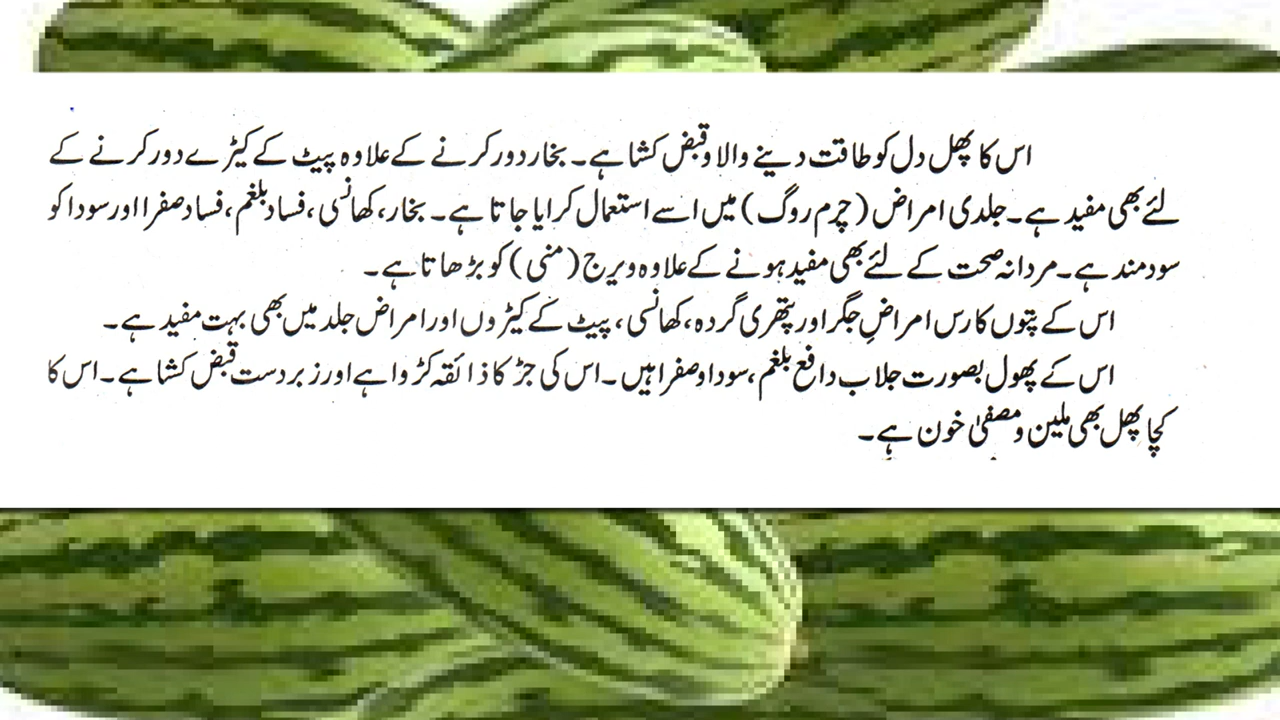 اس کا پھل دل کو طاقت دینے والا و قبض کشا ہے۔ بخار دور کرنے کے علاوہ پیٹ کے کیڑے دور کرنے کے
لئے بھی مفید ہے۔ جلدی امراض (چرم روگ) میں اسے استعمال کرایا جاتا ہے۔ بخار، کھانسی، فساد بلغم، فساد صفرا اور سودا کو
سود مند ہے۔ مردانہ صحت کے لئے بھی مفید ہونے کے علاوہ ویرج (منی) کو بڑھاتا ہے۔
اس کے پتوں کا رس امراضِ جگر اور پتھری گردہ، کھانسی، پیٹ کے کیڑوں اور امراض جلد میں بھی بہت مفید ہے۔
اس کے پھول بصورت جلاب دافع بلغم، سودا و صفرا ہیں۔ اس کی جڑ کا ذائقہ کڑوا ہے اور زبردست قبض کشا ہے۔ اس کا
کچا پھل بھی ملین و مصفیٰ خون ہے۔